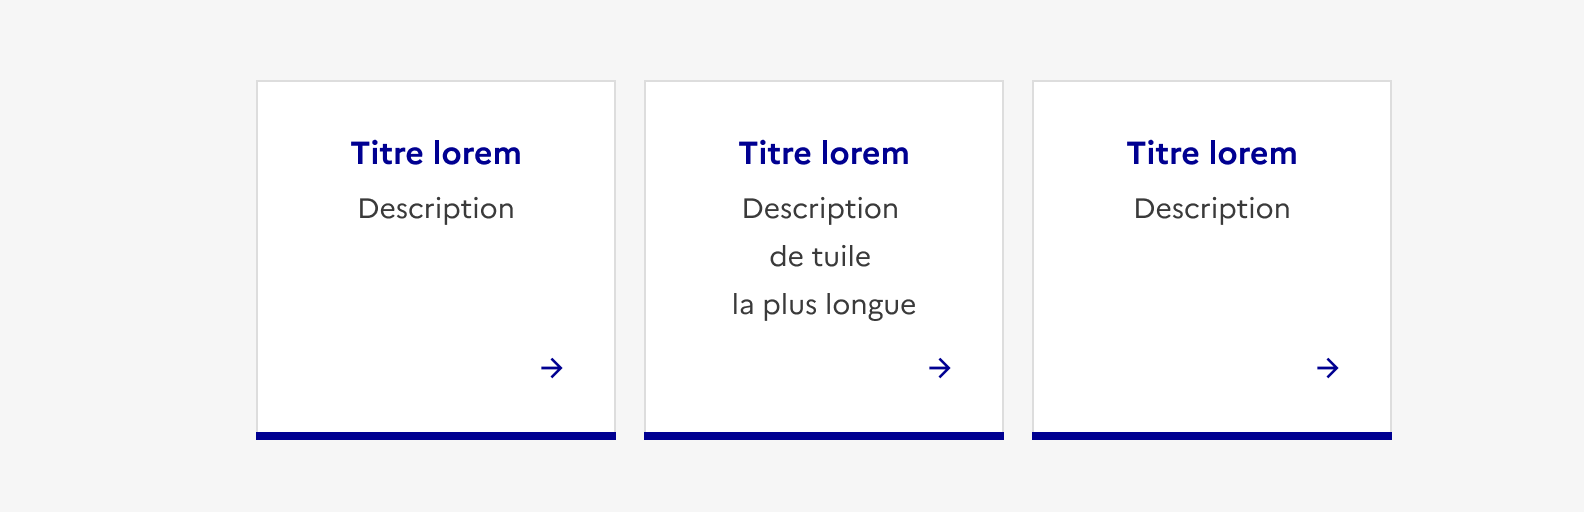 Titre lorem
Description
Titre lorem
Description
de tuile
la plus longue
Titre lorem
Description